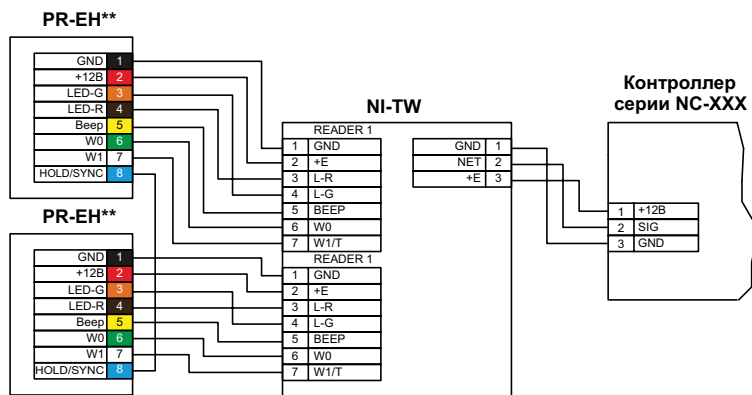 PR-EH**
GND 1
+12В 2
LED-G 3
LED-R 4
Beep 5
W0 6
W1 7
HOLD/SYNC 8
PR-EH**
GND 1
+12В 2
LED-G 3
LED-R 4
Beep 5
W0 6
W1 7
HOLD/SYNC 8
NI-TW
READER 1
1 GND
2 +E
3 L-R
4 L-G
5 BEEP
6 W0
7 W1/T
READER 1
1 GND
2 +E
3 L-R
4 L-G
5 BEEP
6 W0
7 W1/T
GND 1
NET 2
+E 3
Контроллер
серии NC-XXX
1 +12В
2 SIG
3 GND